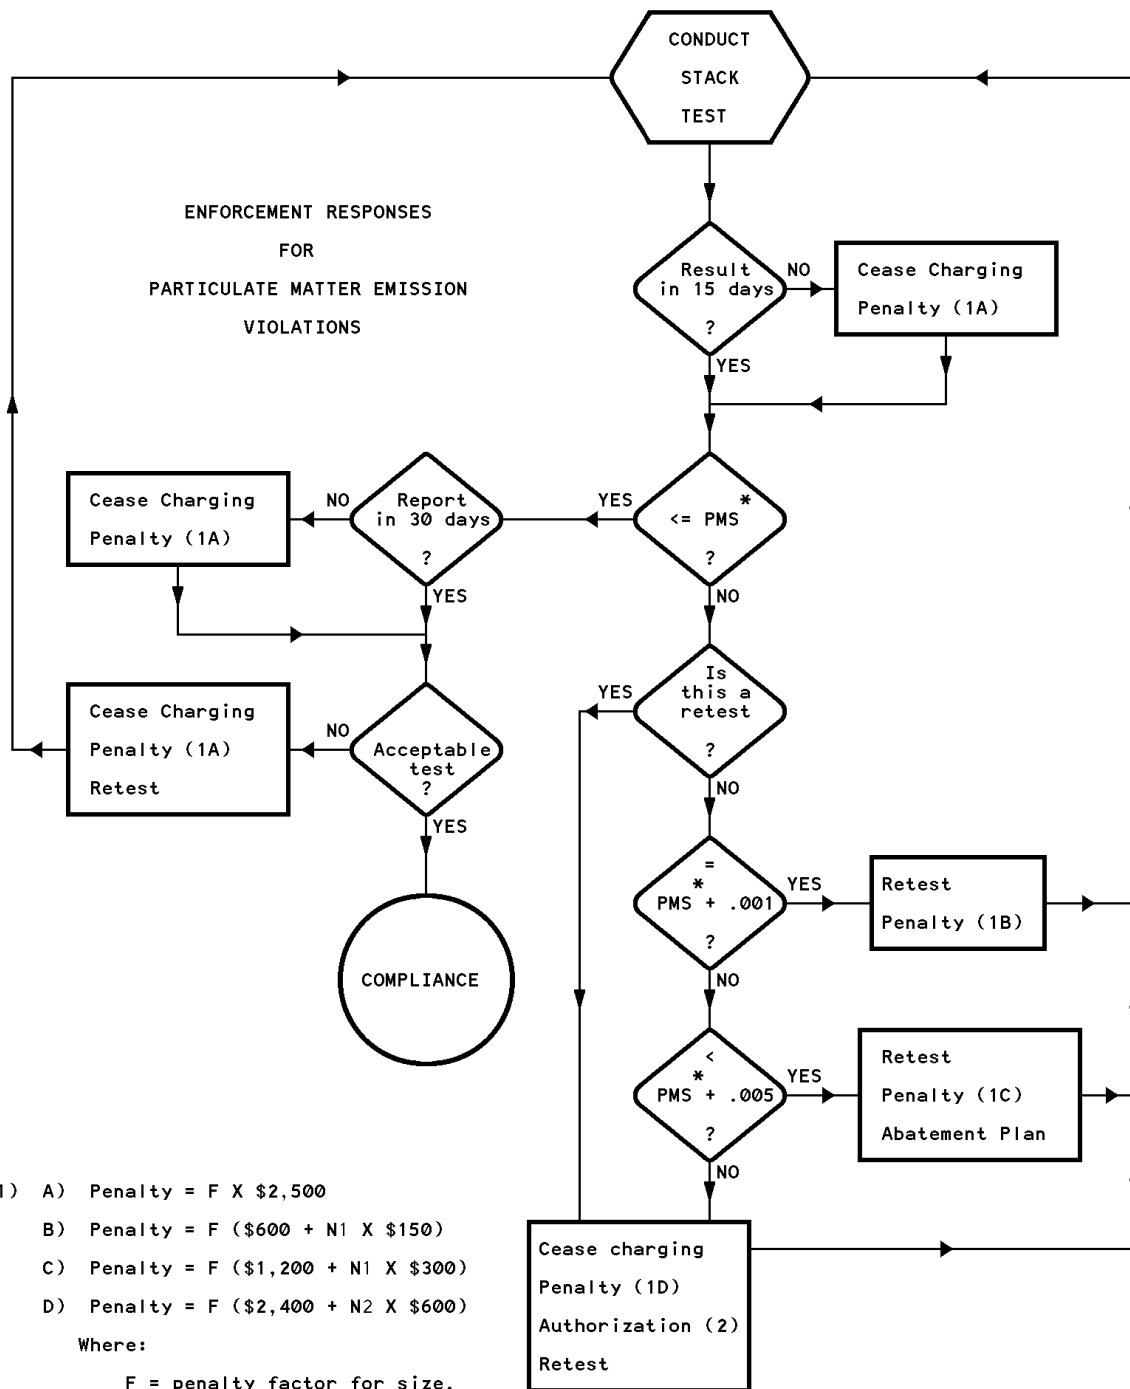 CONDUCT
STACK
TEST
ENFORCEMENT RESPONSES
FOR
PARTICULATE MATTER EMISSION
VIOLATIONS
Result
in 15 days
?
NO
Cease Charging
Penalty (1A)
YES
*
<= PMS
?
YES
Report
in 30 days
?
NO
Cease Charging
Penalty (1A)
YES
NO
Is
this a
retest
?
YES
NO
Acceptable
test
?
NO
Cease Charging
Penalty (1A)
Retest
YES
COMPLIANCE
=
*
PMS + .001
?
YES
Retest
Penalty (1B)
NO
<
*
PMS + .005
?
YES
Retest
Penalty (1C)
Abatement Plan
NO
Cease charging
Penalty (1D)
Authorization (2)
Retest
1) A) Penalty = F X $2,500
B) Penalty = F ($600 + N1 X $150)
C) Penalty = F ($1,200 + N1 X $300)
D) Penalty = F ($2,400 + N2 X $600)
Where:
F = penalty factor for size.